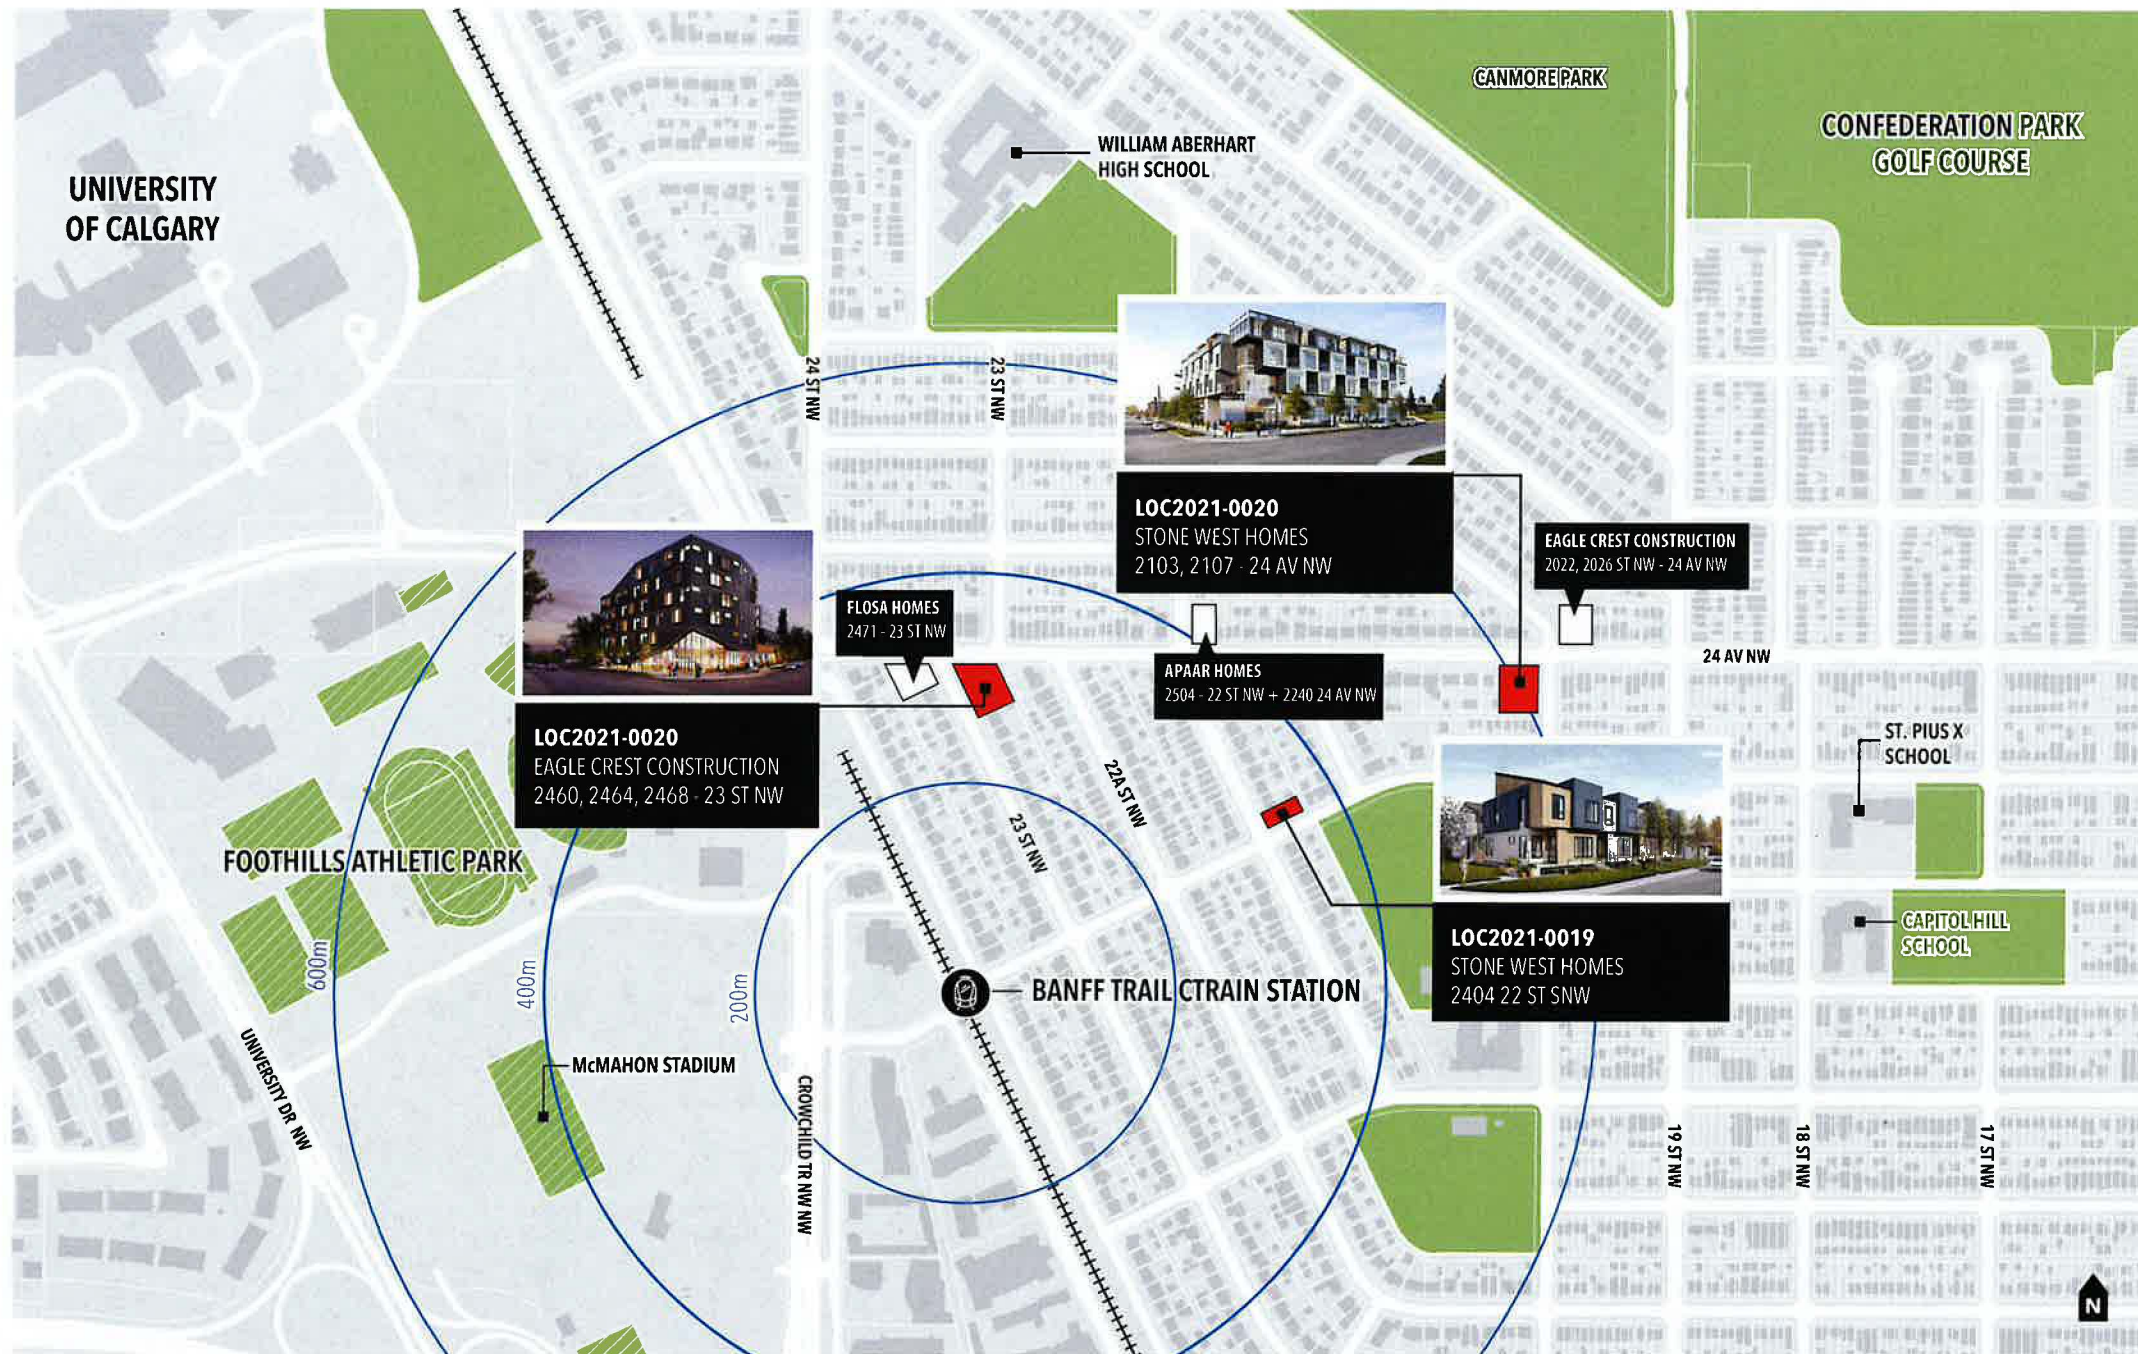 CANMORE PARK
CONFEDERATION PARK
GOLF COURSE
WILLIAM ABERHART
HIGH SCHOOL
UNIVERSITY
OF CALGARY
24 ST NW
23 ST NW
LOC2021-0020
STONE WEST HOMES
2103, 2107 - 24 AV NW
EAGLE CREST CONSTRUCTION
2022, 2026 ST NW - 24 AV NW
FLOSA HOMES
2471 - 23 ST NW
24 AV NW
APAAR HOMES
2504 - 22 ST NW + 2240 24 AV NW
LOC2021-0020
EAGLE CREST CONSTRUCTION
2460, 2464, 2468 - 23 ST NW
ST. PIUS X
SCHOOL
22A ST NW
23 ST NW
FOOTHILLS ATHLETIC PARK
CAPITOL HILL
SCHOOL
LOC2021-0019
STONE WEST HOMES
2404 22 ST SNW
600m
400m
200m
BANFF TRAIL CTRAIN STATION
McMAHON STADIUM
UNIVERSITY DR NW
CROWCHILD TR NW NW
19 ST NW
18 ST NW
17 ST NW
N